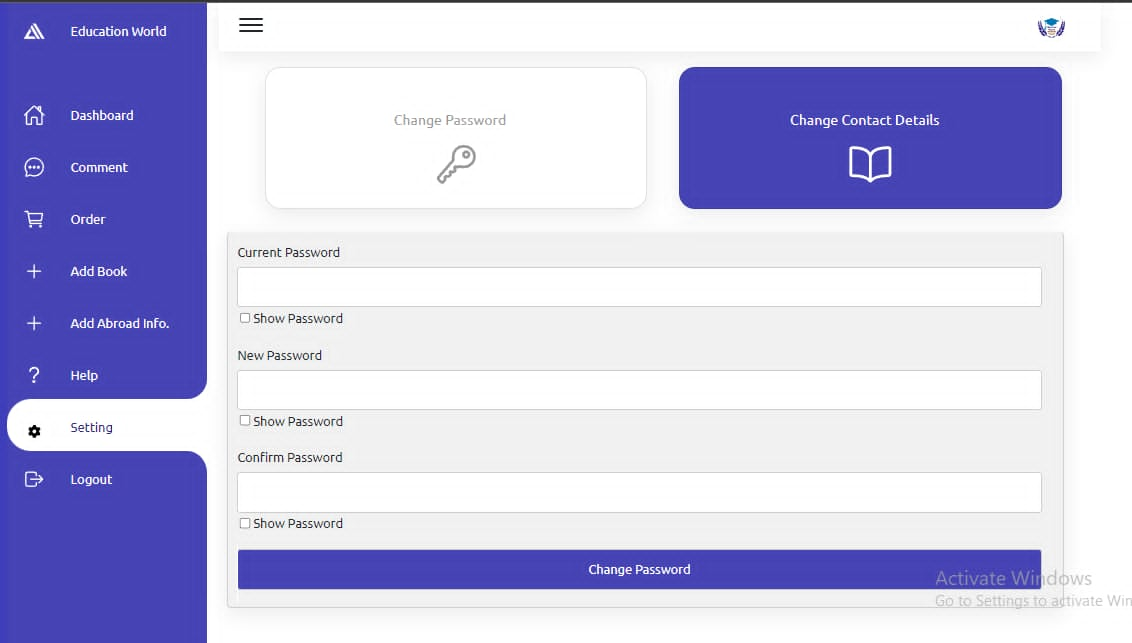 Education World
Dashboard
Comment
Order
Add Book
Add Abroad Info.
Help
Setting
Logout
Change Password
Change Contact Details
Current Password
Show Password
New Password
Show Password
Confirm Password
Show Password
Change Password
Activate Windows
Go to Settings to activate Win